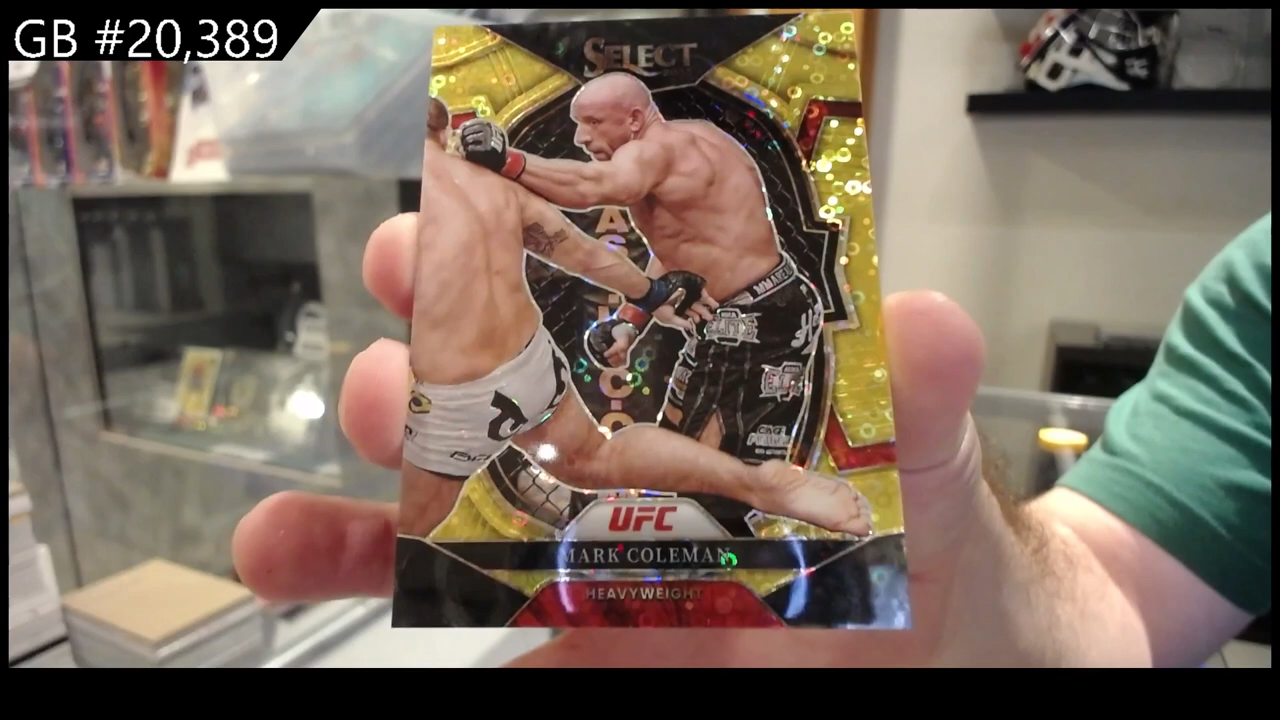 GB #20,389
SELECT
UFC
MARK COLEMAN
HEAVYWEIGHT